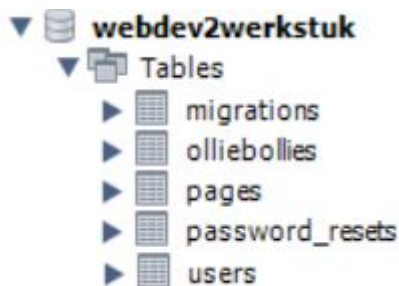 webdev2werkstuk
Tables
migrations
olliebollies
pages
password_resets
users